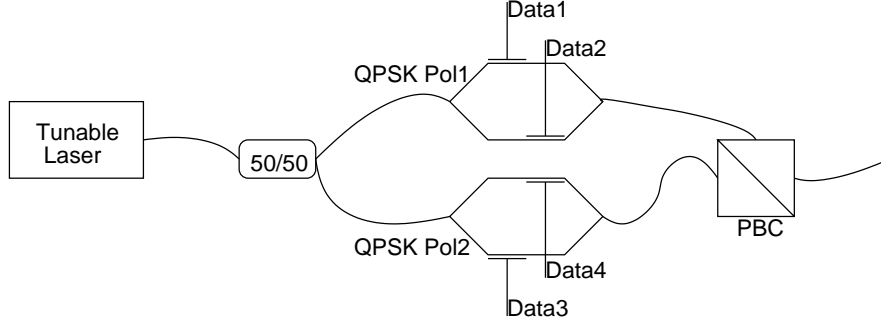 Data1
Data2
QPSK Pol1
Tunable
Laser
50/50
PBC
QPSK Pol2
Data4
Data3